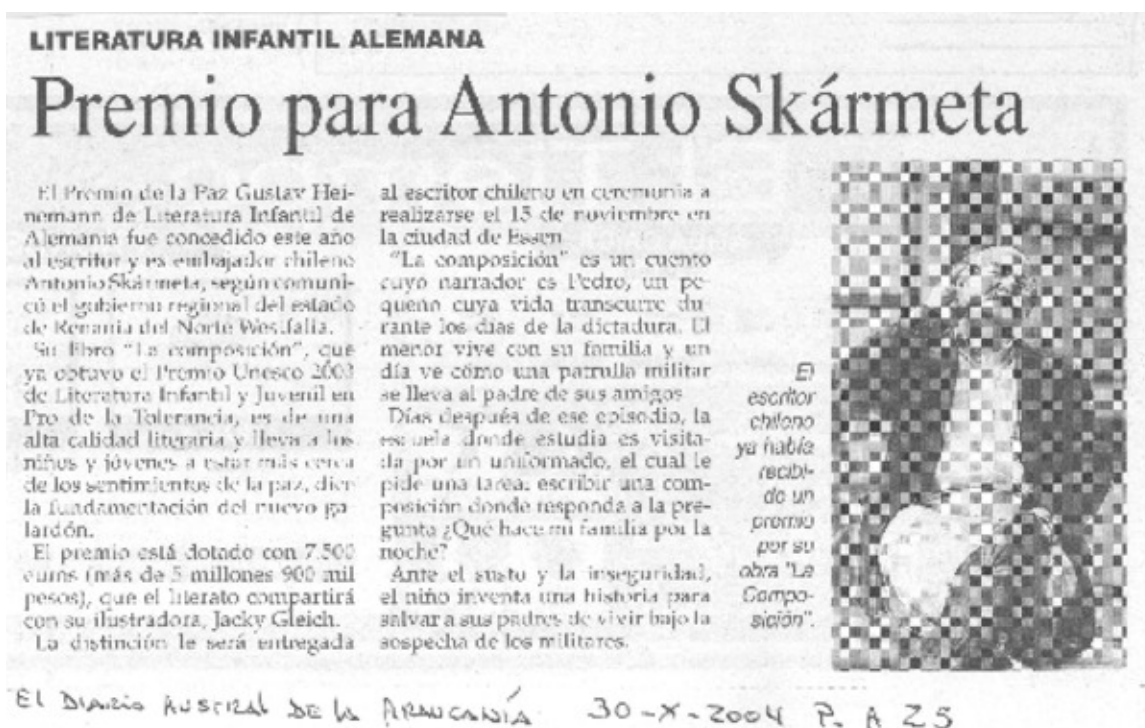 LITERATURA INFANTIL ALEMANA
Premio para Antonio Skármeta
El Premio de la Paz Gustav Hei-
nemann de Literatura Infantil de
Alemania fue concedido este año
al escritor y ex embajador chileno
Antonio Skármeta, según comuni-
có el gobierno regional del estado
de Renania del Norte Westfalia.
Su libro "La composición", que
ya obtuvo el Premio Unesco 2003
de Literatura Infantil y Juvenil en
Pro de la Tolerancia, es de una
alta calidad literaria y lleva a los
niños y jóvenes a estar más cerca
de los sentimientos de la paz, dice
la fundamentación del nuevo ga-
lardón.
El premio está dotado con 7.500
euros (más de 5 millones 900 mil
pesos), que el literato compartirá
con su ilustradora, Jacky Gleich.
La distinción le será entregada
al escritor chileno en ceremonia a
realizarse el 15 de noviembre en
la ciudad de Essen
"La composición" es un cuento
cuyo narrador es Pedro, un pe-
queño cuya vida transcurre du-
rante los días de la dictadura. El
menor vive con su familia y un
día ve cómo una patrulla militar
se lleva al padre de sus amigos
Días después de ese episodio, la
escuela donde estudia es visita-
da por un uniformado, el cual le
pide una tarea: escribir una com-
posición donde responda a la pre-
gunta ¿Qué hace mi familia por la
noche?
Ante el susto y la inseguridad,
el niño inventa una historia para
salvar a sus padres de vivir bajo la
sospecha de los militares.
El
escritor
chileno
ya había
recibi-
do un
premio
por su
obra "La
Compo-
sición".
El DIARIO AUSTRAL DE LA ARAUCANÍA 30-X-2004 P. A 25